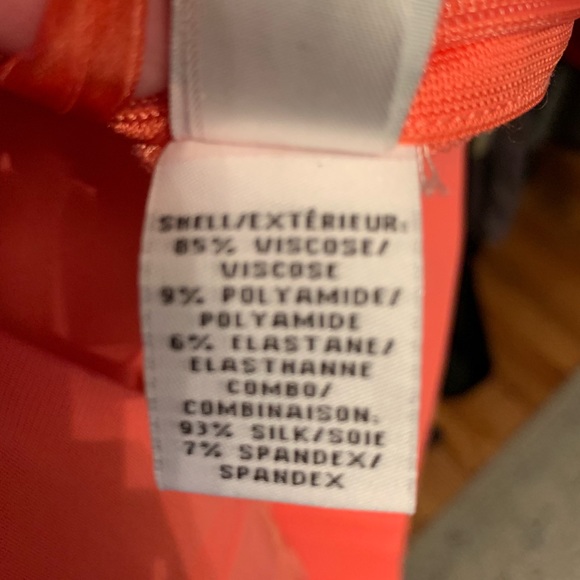 SHELL/EXTÉRIEUR:
85% VISCOSE/
VISCOSE
9% POLYAMIDE/
POLYAMIDE
6% ELASTANE/
ELASTHANNE
COMBO/
COMBINAISON:
93% SILK/SOIE
7% SPANDEX/
SPANDEX